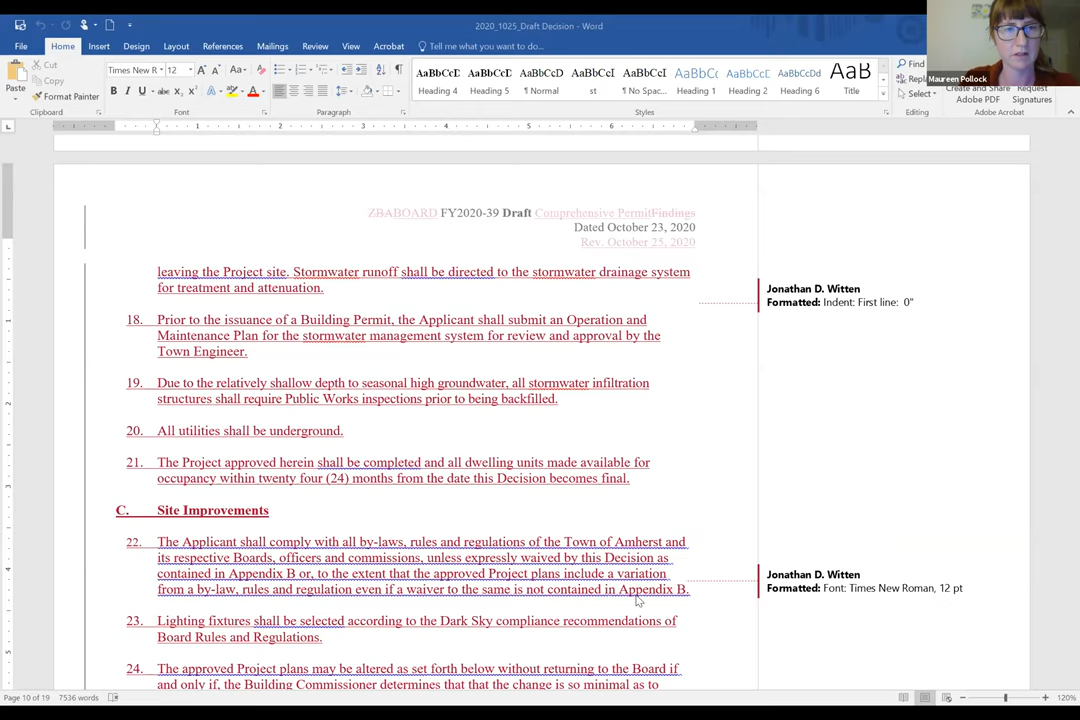 2020_1025_Draft Decision - Word
File Home Insert Design Layout References Mailings Review View Acrobat Tell me what you want to do...
Paste
Cut
Copy
Format Painter
Clipboard
Times New R 12
Font
Paragraph
AaBbCcD AaBbCcL AaBbCcD AaBbCcI AaBbCcI AaBbCcD AaBbCcD AaBbCcDd AaB
Heading 4 Heading 5 ¶ Normal st ¶ No Spac... Heading 1 Heading 2 Heading 6 Title
Styles
Find
Select
Editing
Create and Share
Adobe PDF
Request
Signatures
Adobe Acrobat
Maureen Pollock
ZBABOARD FY2020-39 Draft Comprehensive PermitFindings
Dated October 23, 2020
Rev. October 25, 2020
leaving the Project site. Stormwater runoff shall be directed to the stormwater drainage system
for treatment and attenuation.
18. Prior to the issuance of a Building Permit, the Applicant shall submit an Operation and
Maintenance Plan for the stormwater management system for review and approval by the
Town Engineer.
19. Due to the relatively shallow depth to seasonal high groundwater, all stormwater infiltration
structures shall require Public Works inspections prior to being backfilled.
20. All utilities shall be underground.
21. The Project approved herein shall be completed and all dwelling units made available for
occupancy within twenty four (24) months from the date this Decision becomes final.
C. Site Improvements
22. The Applicant shall comply with all by-laws, rules and regulations of the Town of Amherst and
its respective Boards, officers and commissions, unless expressly waived by this Decision as
contained in Appendix B or, to the extent that the approved Project plans include a variation
from a by-law, rules and regulation even if a waiver to the same is not contained in Appendix B.
23. Lighting fixtures shall be selected according to the Dark Sky compliance recommendations of
Board Rules and Regulations.
24. The approved Project plans may be altered as set forth below without returning to the Board if
and only if, the Building Commissioner determines that that the change is so minimal as to
Jonathan D. Witten
Formatted: Indent: First line: 0"
Jonathan D. Witten
Formatted: Font: Times New Roman, 12 pt
Page 10 of 19 7536 words
120%